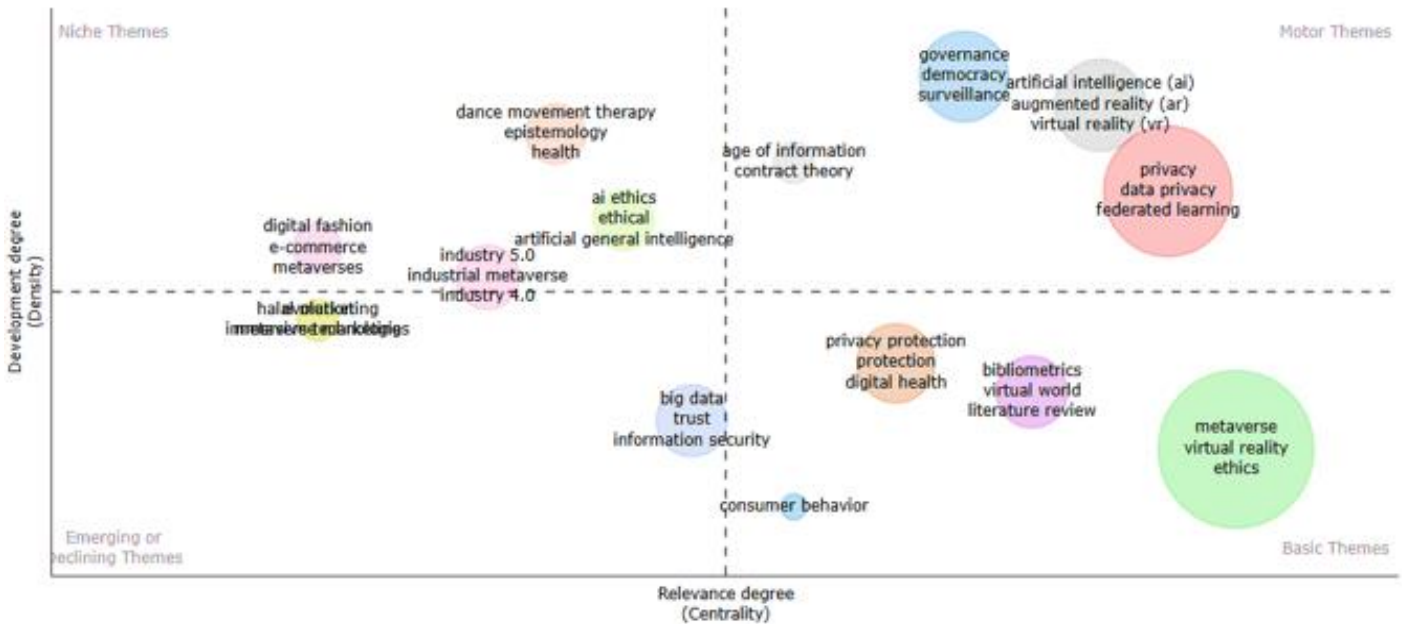 Niche Themes
Motor Themes
governance
democracy
surveillance
artificial intelligence (ai)
augmented reality (ar)
virtual reality (vr)
dance movement therapy
epistemology
health
age of information
contract theory
privacy
data privacy
federated learning
ai ethics
ethical
artificial general intelligence
digital fashion
e-commerce
metaverses
industry 5.0
industrial metaverse
industry 4.0
privacy protection
protection
digital health
bibliometrics
virtual world
literature review
big data
trust
information security
metaverse
virtual reality
ethics
consumer behavior
Emerging or
eclining Themes
Basic Themes
Development degree
(Density)
Relevance degree
(Centrality)